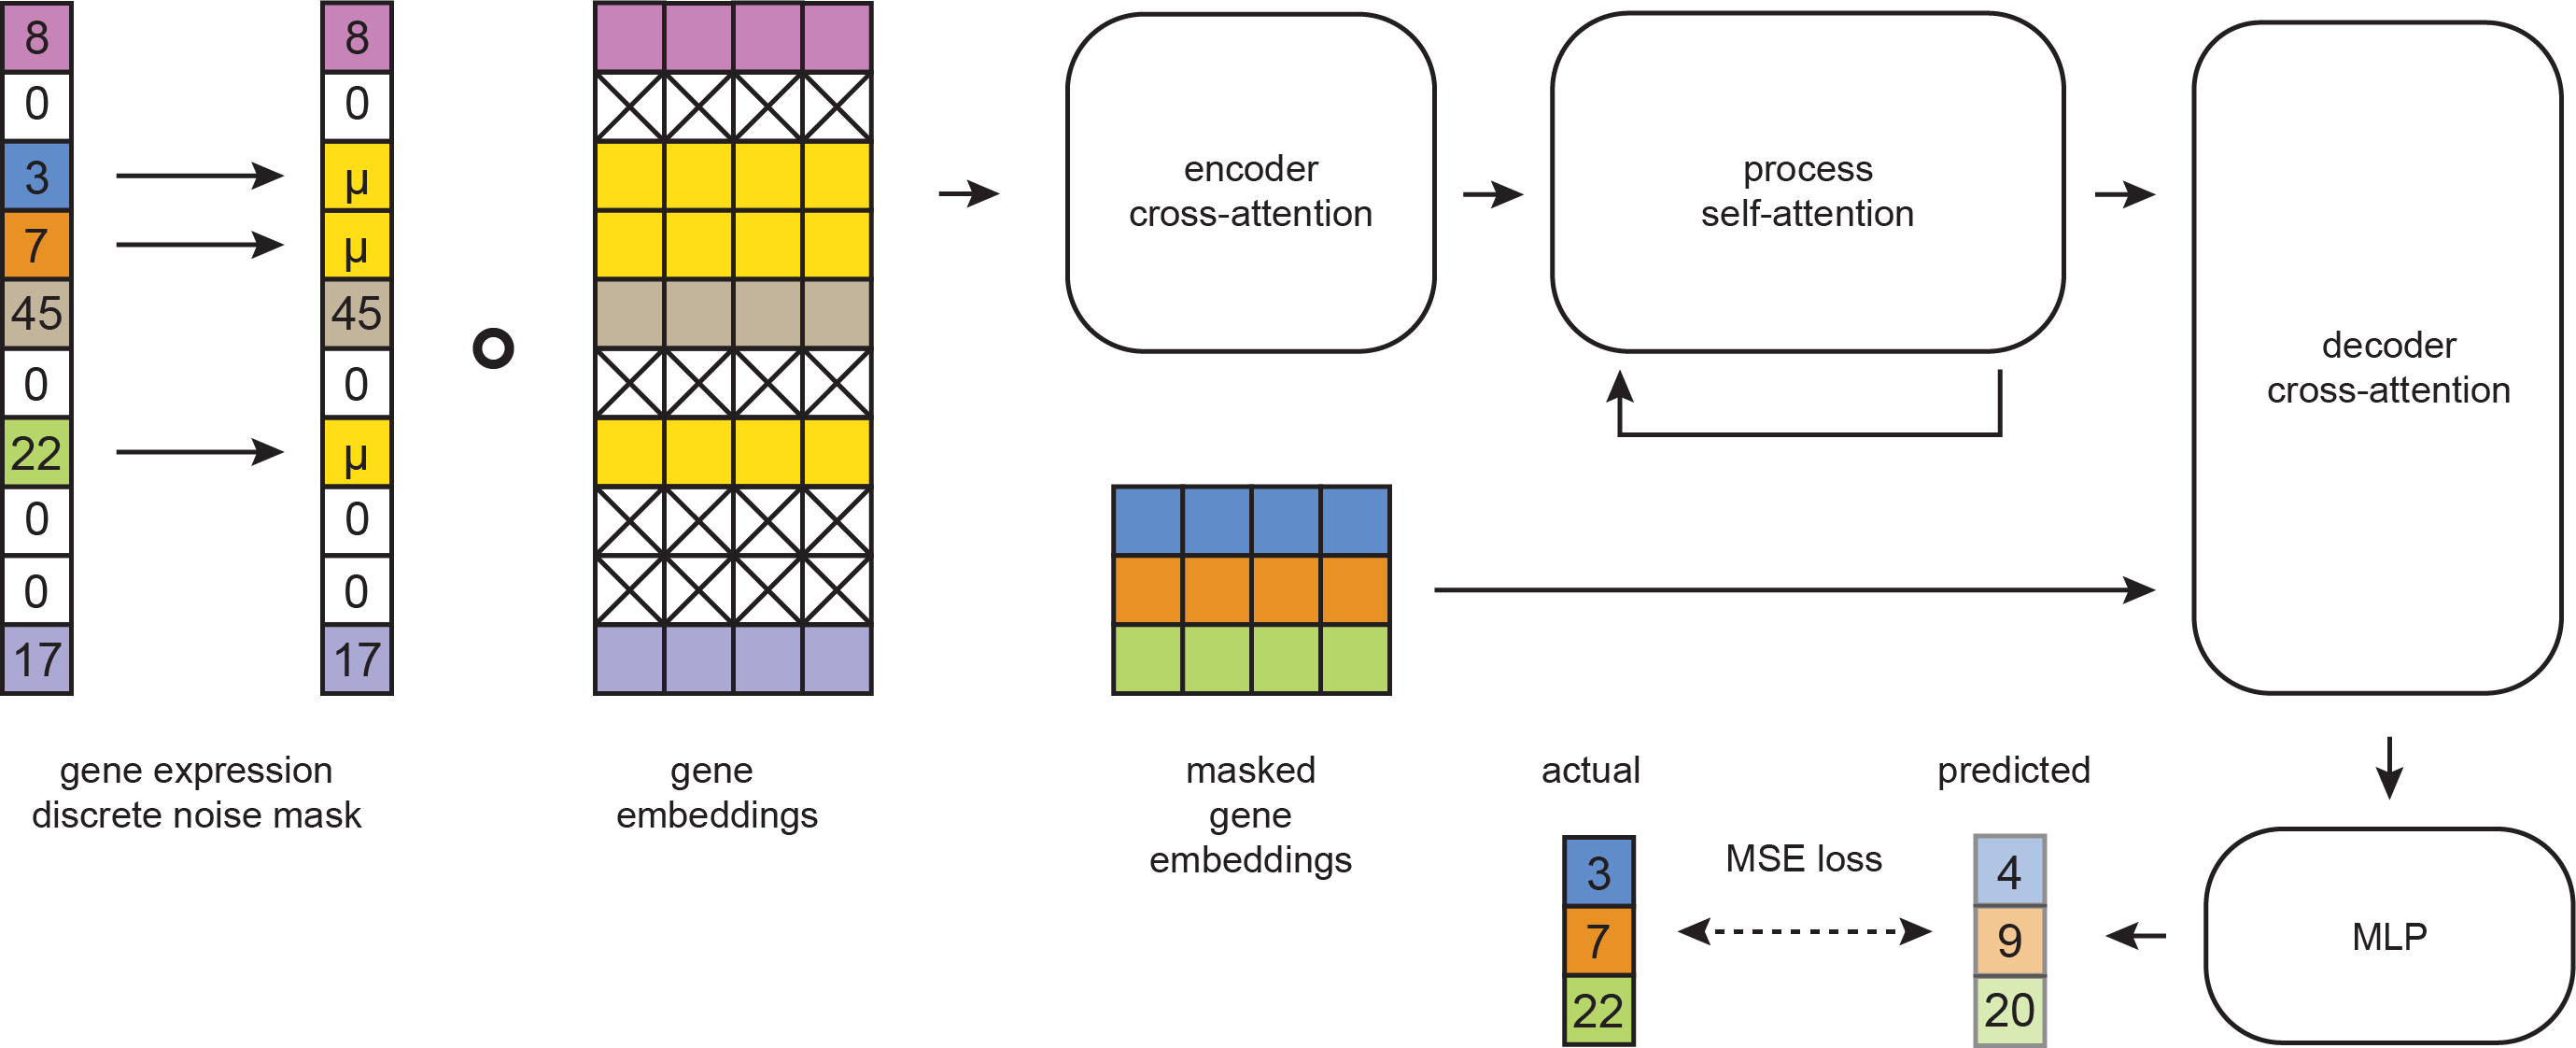 8
0
3
7
45
0
22
0
0
17
8
0
µ
µ
45
0
µ
0
0
17
gene expression
discrete noise mask
gene
embeddings
encoder
cross-attention
process
self-attention
decoder
cross-attention
masked
gene
embeddings
actual
3
7
22
MSE loss
predicted
4
9
20
MLP